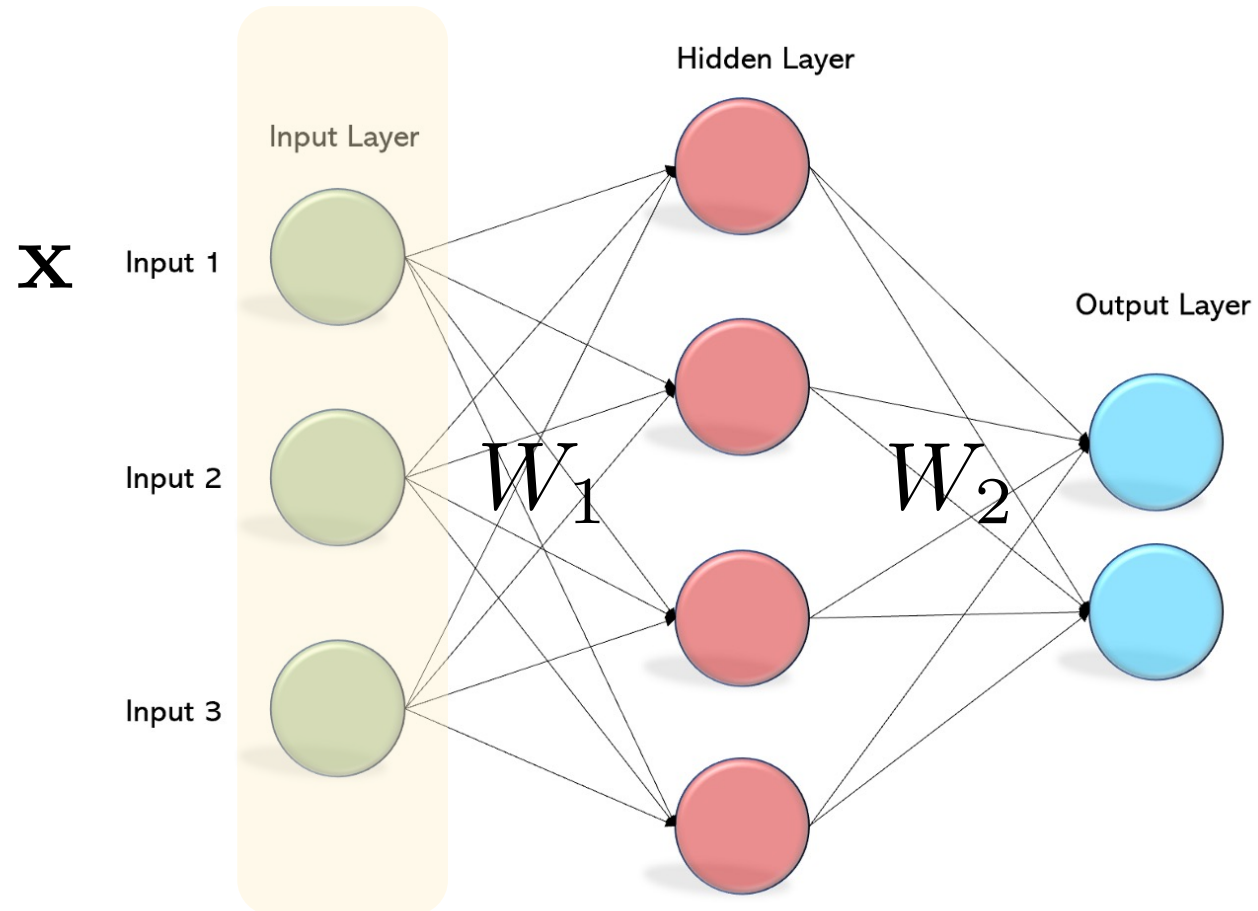 Hidden Layer
Input Layer
x
Input 1
Output Layer
Input 2
W1
W2
Input 3